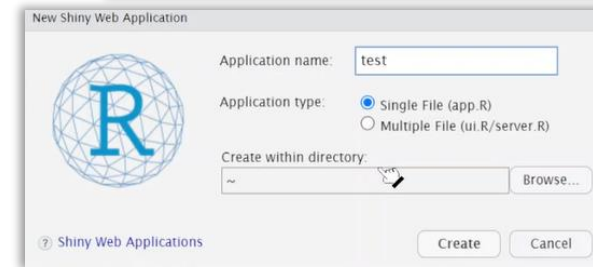 New Shiny Web Application
Application name:
test
Application type:
Single File (app.R)
Multiple File (ui.R/server.R)
Create within directory:
~
Browse...
R
? Shiny Web Applications
Create
Cancel